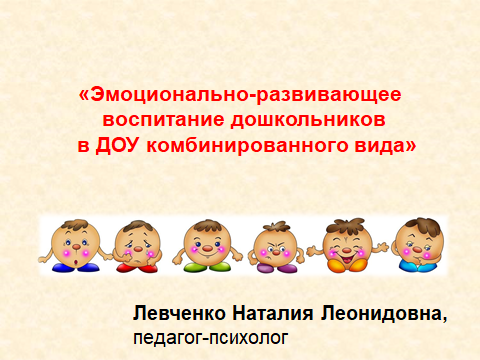 «Эмоционально-развивающее
воспитание дошкольников
в ДОУ комбинированного вида»
Левченко Наталия Леонидовна,
педагог-психолог